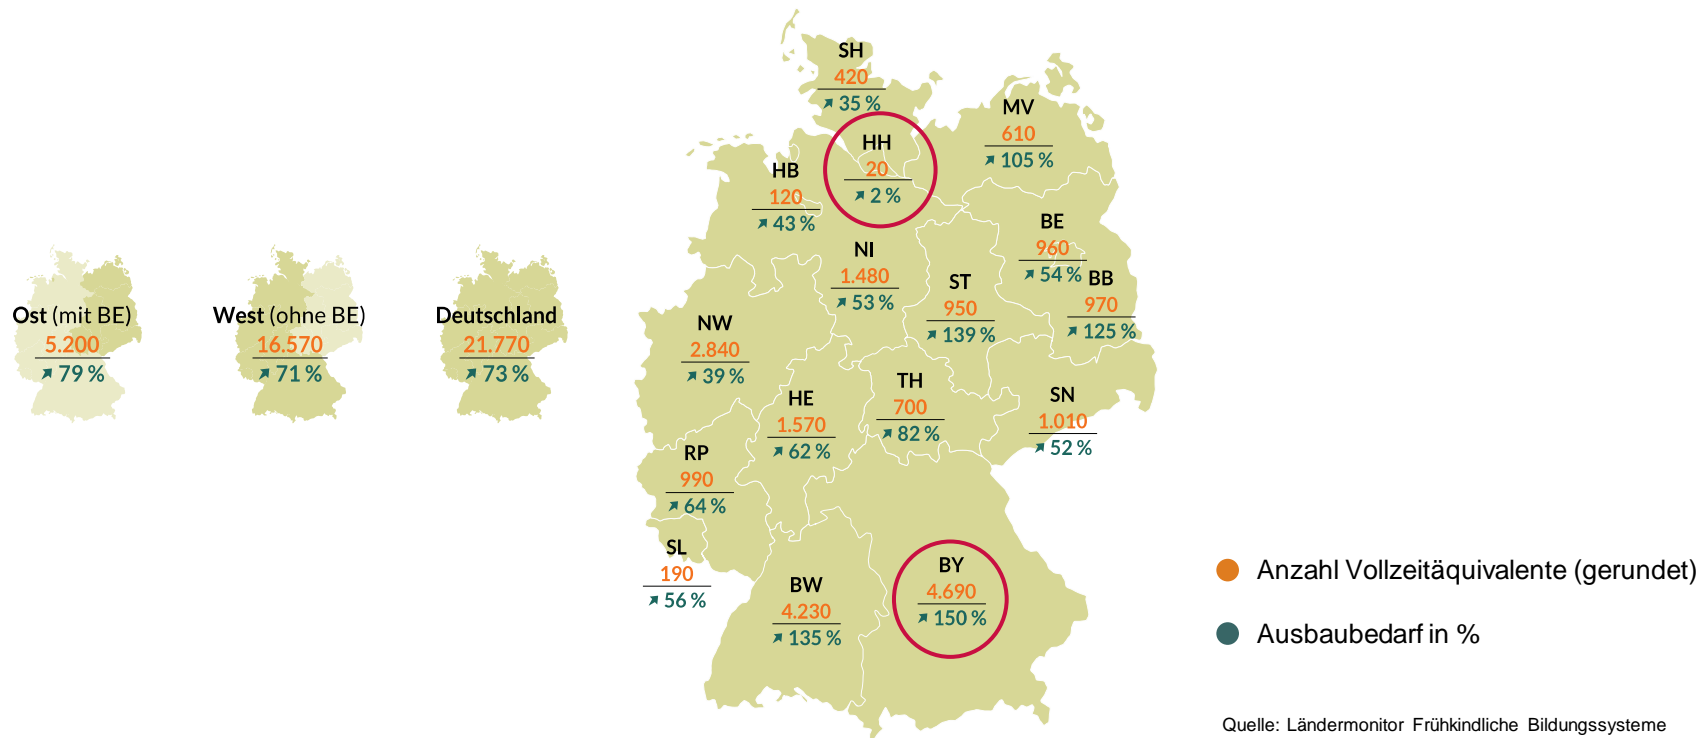 SH
420
35 %
MV
610
105 %
HH
20
2 %
HB
120
43 %
BE
960
54 %
NI
1.480
53 %
ST
950
139 %
BB
970
125 %
Ost (mit BE)
5.200
79 %
West (ohne BE)
16.570
71 %
Deutschland
21.770
73 %
NW
2.840
39 %
TH
700
82 %
HE
1.570
62 %
SN
1.010
52 %
RP
990
64 %
SL
190
56 %
BW
4.230
135 %
BY
4.690
150 %
Anzahl Vollzeitäquivalente (gerundet)
Ausbaubedarf in %
Quelle: Ländermonitor Frühkindliche Bildungssysteme